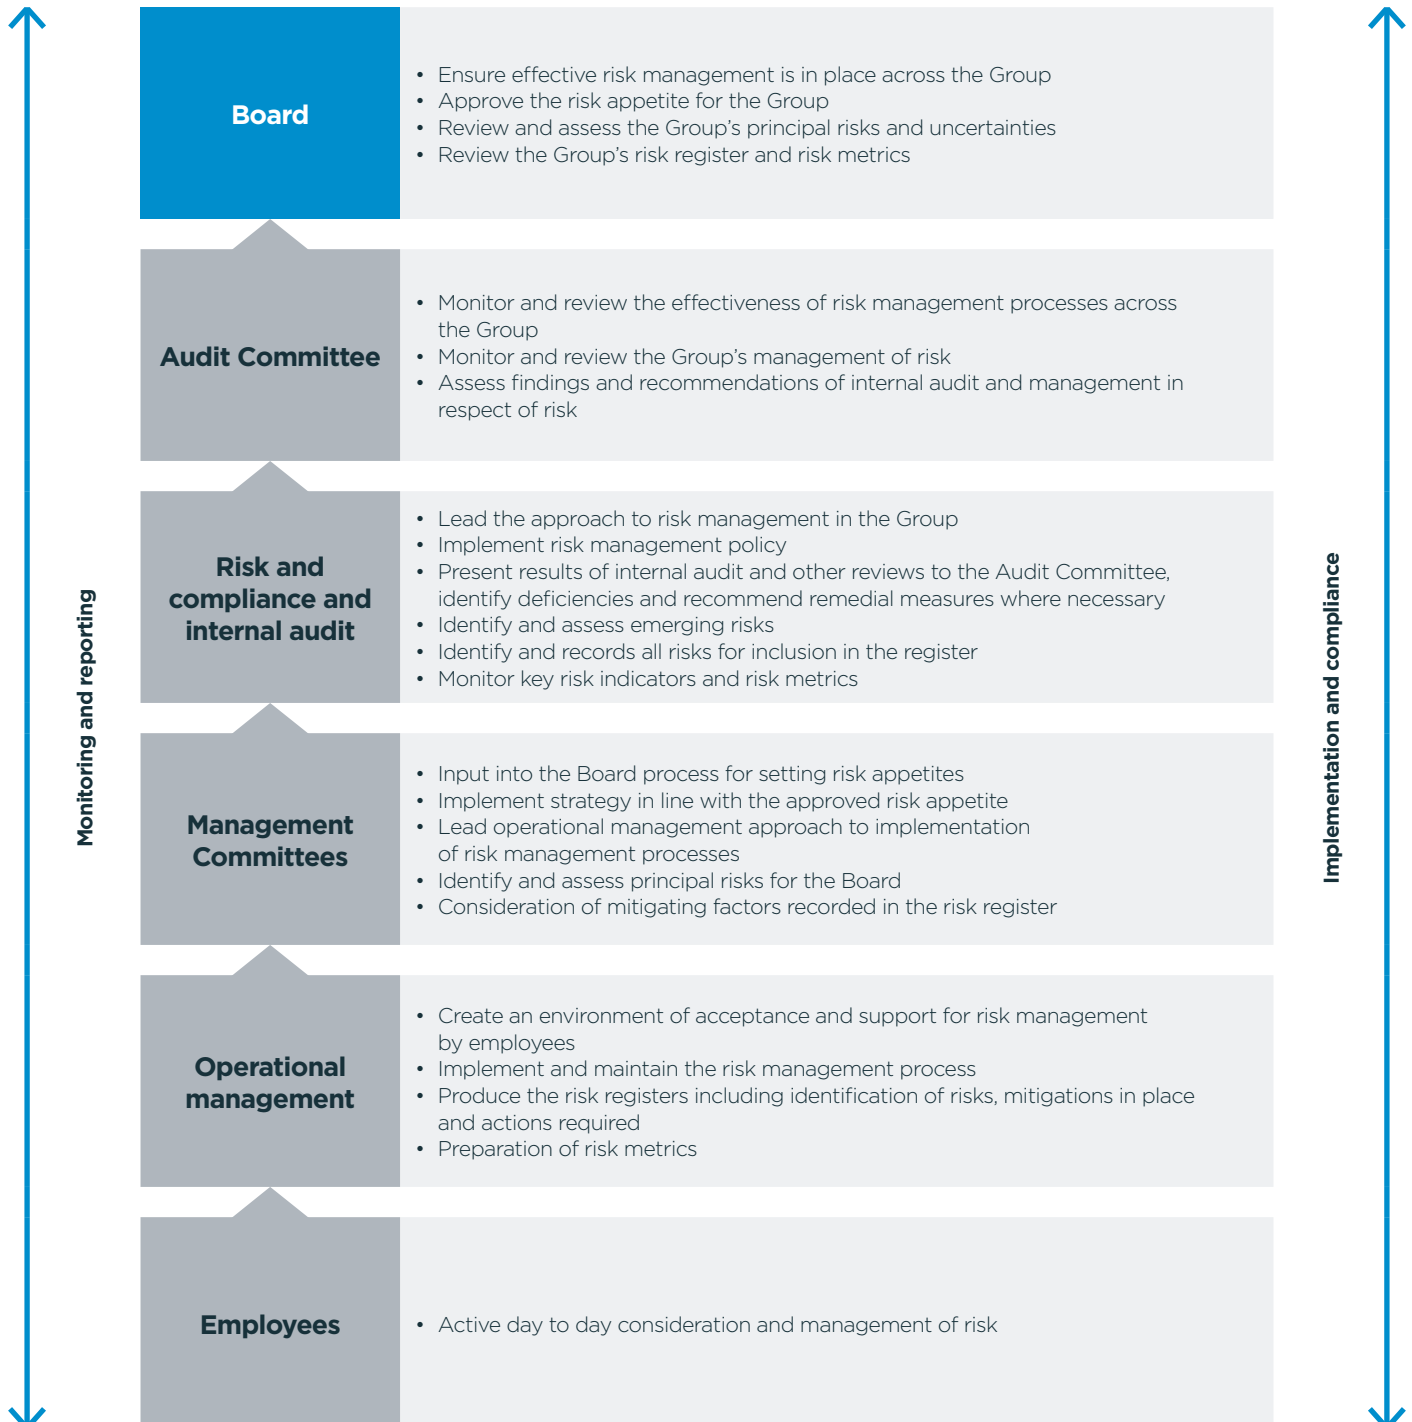 Monitoring and reporting
Board
• Ensure effective risk management is in place across the Group
• Approve the risk appetite for the Group
• Review and assess the Group’s principal risks and uncertainties
• Review the Group’s risk register and risk metrics
Audit Committee
• Monitor and review the effectiveness of risk management processes across
the Group
• Monitor and review the Group’s management of risk
• Assess findings and recommendations of internal audit and management in
respect of risk
Risk and
compliance and
internal audit
• Lead the approach to risk management in the Group
• Implement risk management policy
• Present results of internal audit and other reviews to the Audit Committee,
identify deficiencies and recommend remedial measures where necessary
• Identify and assess emerging risks
• Identify and records all risks for inclusion in the register
• Monitor key risk indicators and risk metrics
Management
Committees
• Input into the Board process for setting risk appetites
• Implement strategy in line with the approved risk appetite
• Lead operational management approach to implementation
of risk management processes
• Identify and assess principal risks for the Board
• Consideration of mitigating factors recorded in the risk register
Operational
management
• Create an environment of acceptance and support for risk management
by employees
• Implement and maintain the risk management process
• Produce the risk registers including identification of risks, mitigations in place
and actions required
• Preparation of risk metrics
Employees
• Active day to day consideration and management of risk
Implementation and compliance